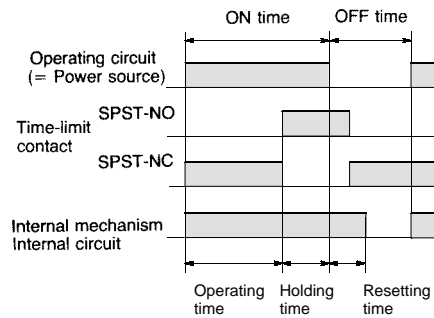 ON time OFF time
Operating circuit
(= Power source)
SPST-NO
Time-limit
contact
SPST-NC
Internal mechanism
Internal circuit
Operating time
Holding time
Resetting time